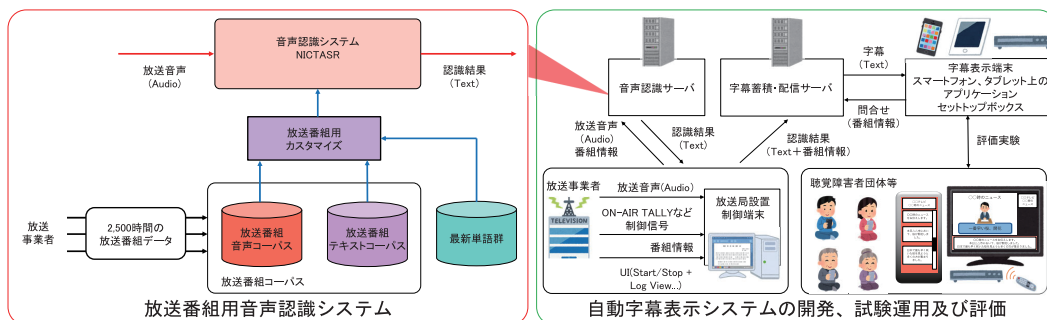 音声認識システム
NICTASR
放送音声
(Audio)
認識結果
(Text)
放送番組用
カスタマイズ
放送
事業者
2,500時間の
放送番組データ
放送番組
音声コーパス
放送番組
テキストコーパス
最新単語群
放送番組コーパス
放送番組用音声認識システム
音声認識サーバ
字幕蓄積・配信サーバ
字幕
(Text)
問合せ
(番組情報)
字幕表示端末
スマートフォン、タブレット上の
アプリケーション
セットトップボックス
放送音声
(Audio)
番組情報
認識結果
(Text)
認識結果
(Text+番組情報)
評価実験
放送事業者
TELEVISION
放送音声(Audio)
ON-AIR TALLYなど
制御信号
番組情報
UI(Start/Stop +
Log View...)
放送局設置
制御端末
聴覚障害者団体等
自動字幕表示システムの開発、試験運用及び評価